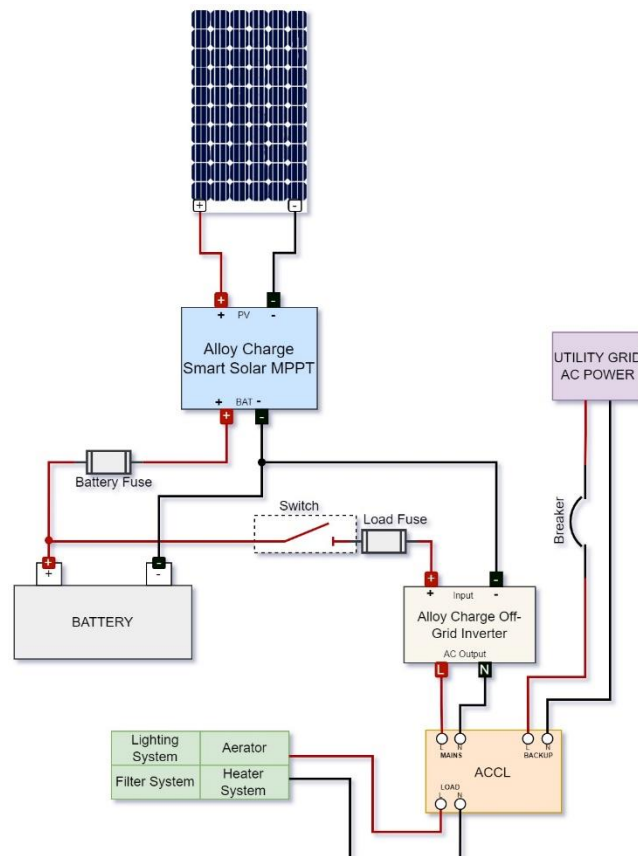 + -
+ -
+ PV -
Alloy Charge
Smart Solar MPPT
+ BAT -
+ -
UTILITY GRID
AC POWER
Battery Fuse
Switch
Load Fuse
Breaker
+ -
+ -
BATTERY
+ -
+ Input -
Alloy Charge Off-
Grid Inverter
AC Output
L N
L N L N
MAINS BACKUP
ACCL
LOAD
L N
Lighting
System
Aerator
Filter System
Heater
System